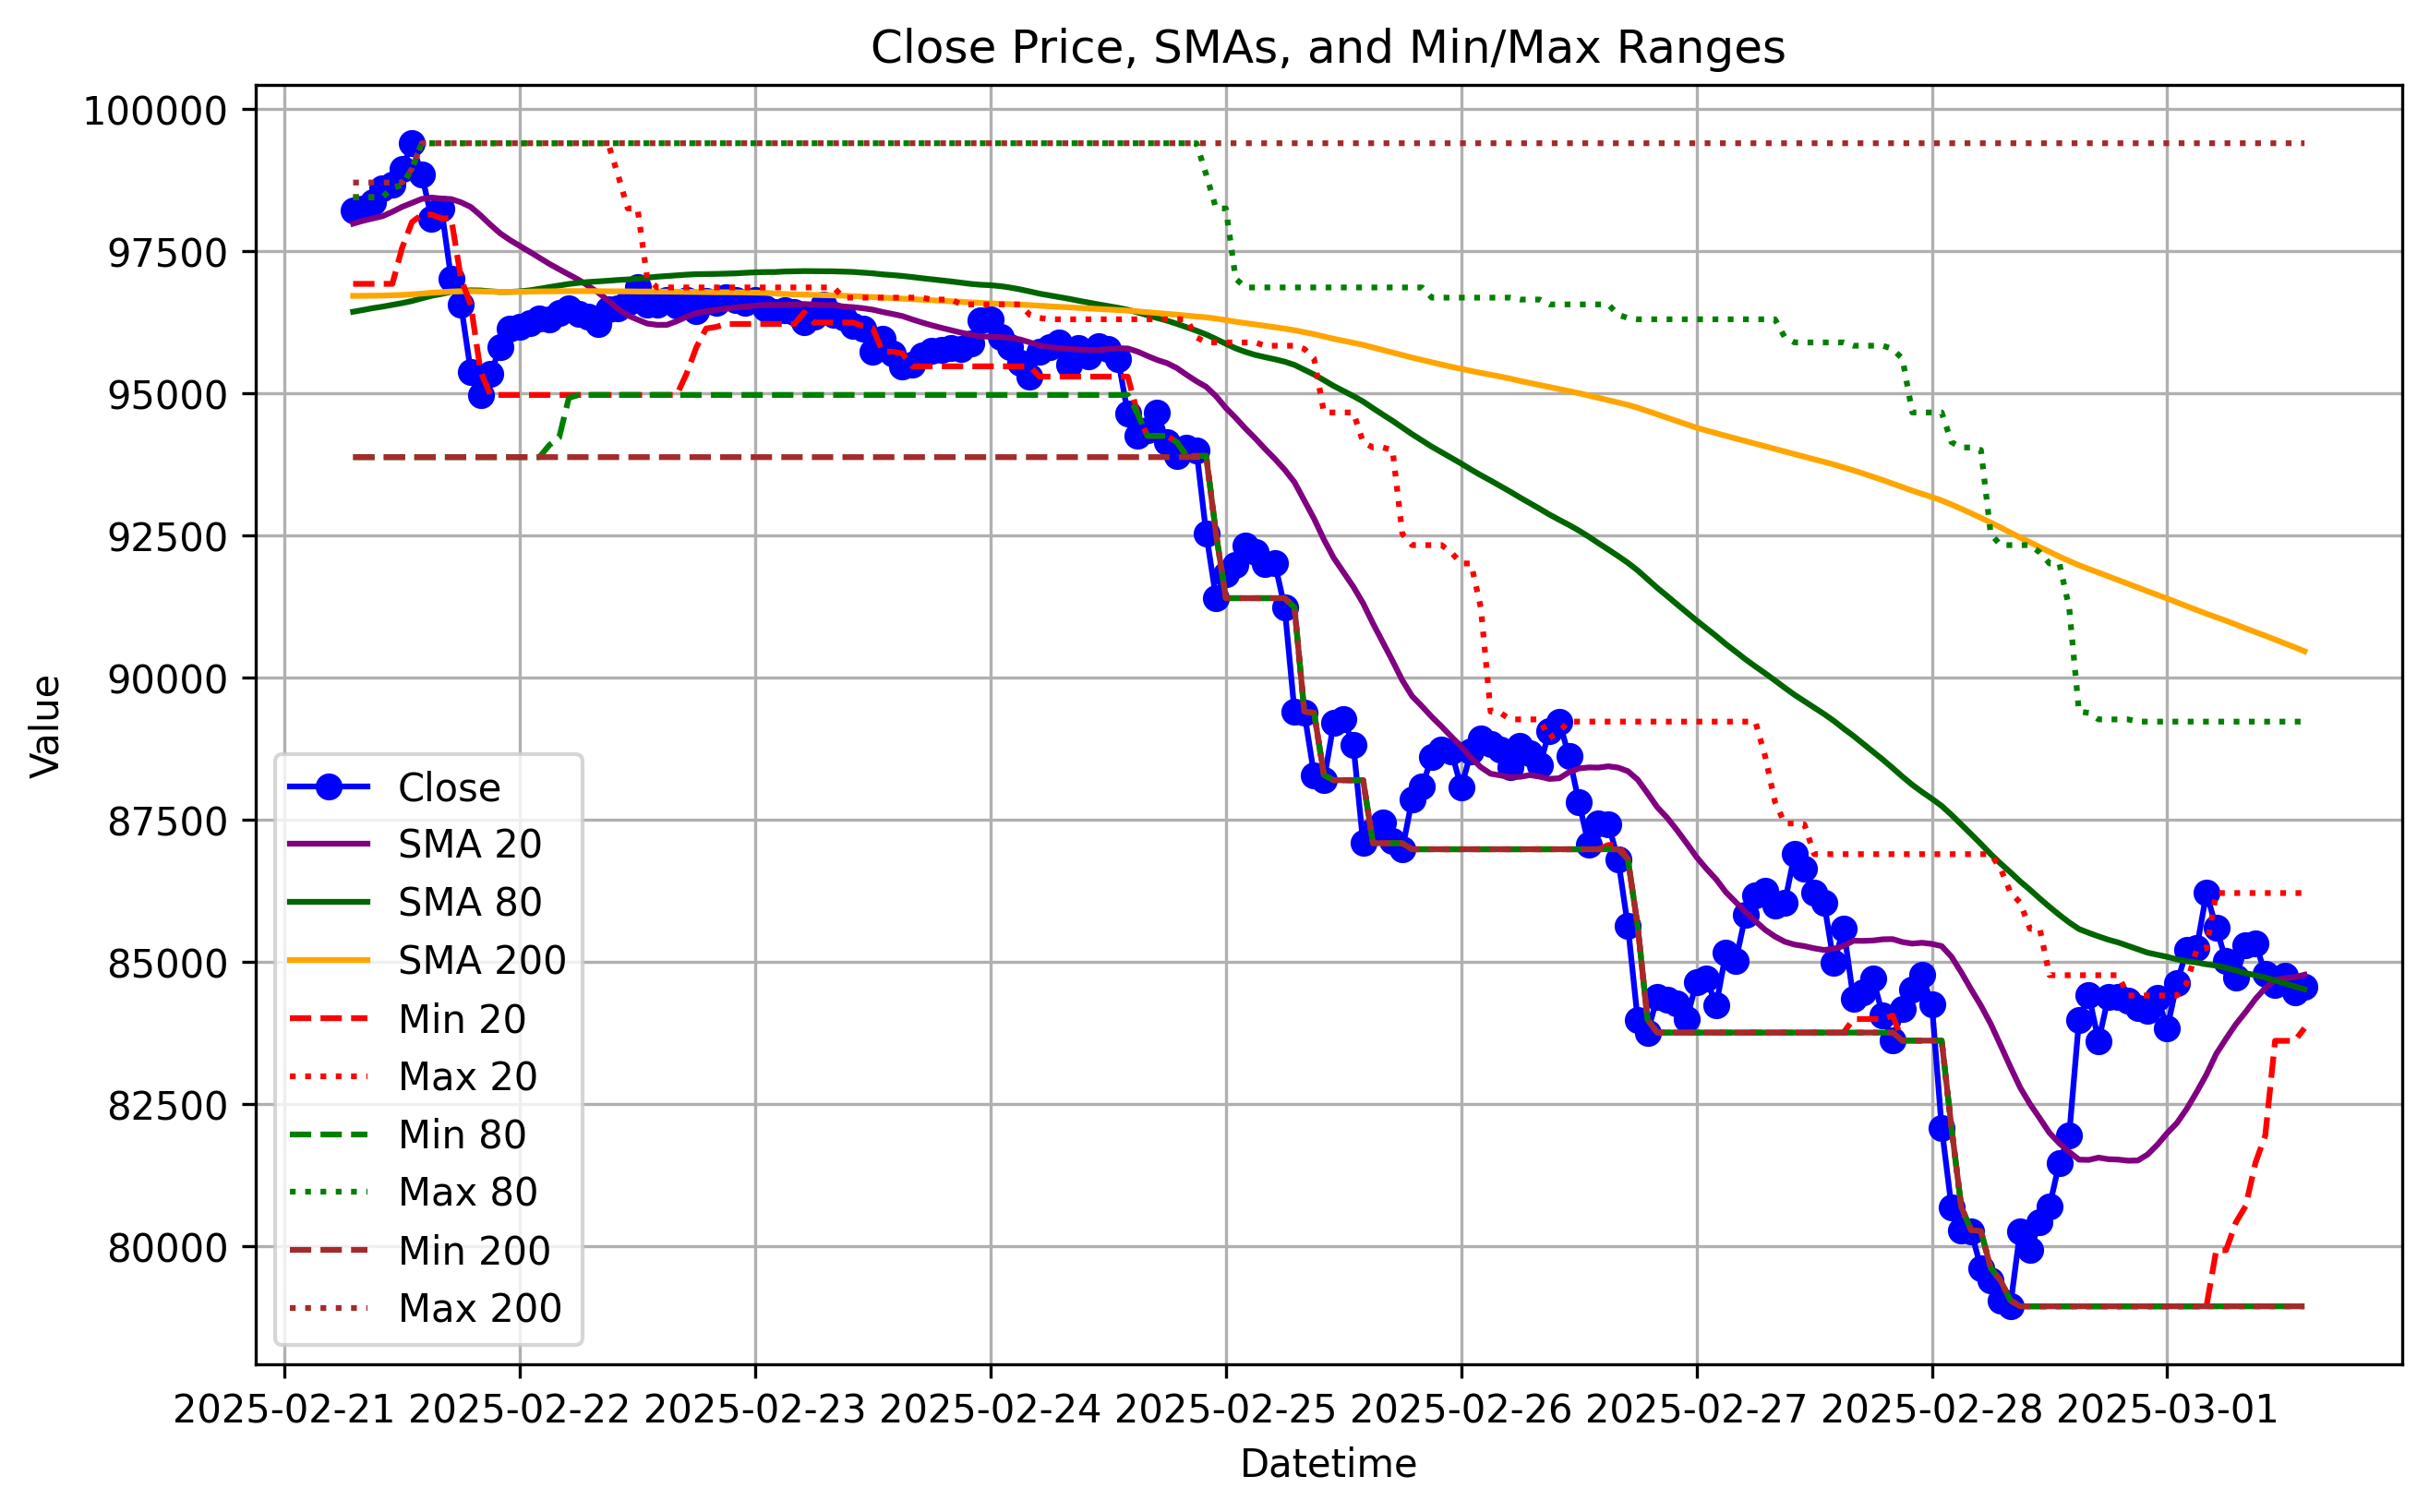 Close Price, SMAs, and Min/Max Ranges
100000
97500
95000
92500
90000
87500
85000
82500
80000
Value
Close
SMA 20
SMA 80
SMA 200
Min 20
Max 20
Min 80
Max 80
Min 200
Max 200
2025-02-21 2025-02-22 2025-02-23 2025-02-24 2025-02-25 2025-02-26 2025-02-27 2025-02-28 2025-03-01
Datetime